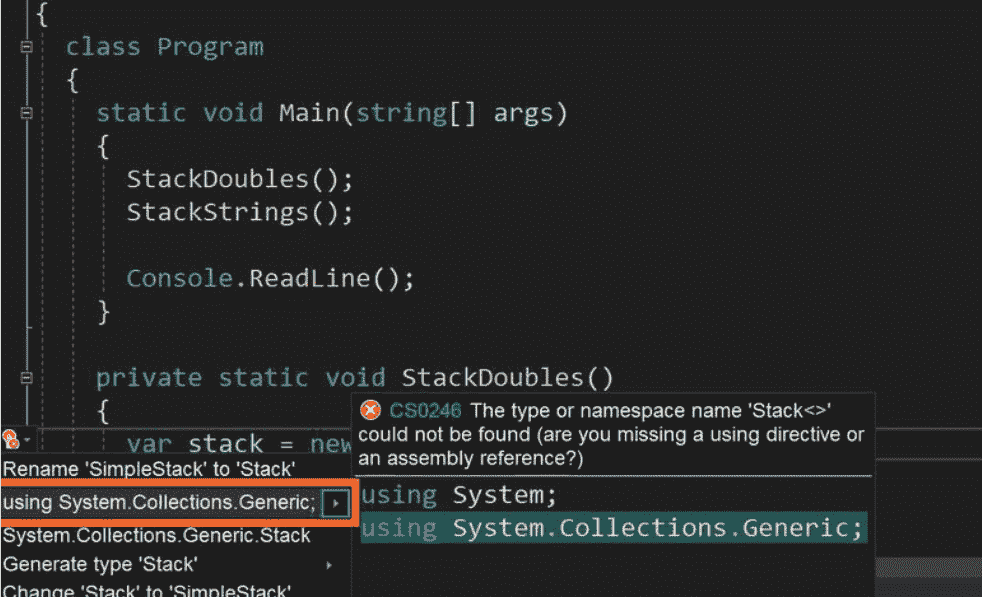 {
class Program
{
static void Main(string[] args)
{
StackDoubles();
StackStrings();
Console.ReadLine();
}
private static void StackDoubles()
{
var stack = new
CS0246 The type or namespace name 'Stack<>'
could not be found (are you missing a using directive or
an assembly reference?)
using System;
using System.Collections.Generic;
Rename 'SimpleStack' to 'Stack'
using System.Collections.Generic;
System.Collections.Generic.Stack
Generate type 'Stack'
Change 'Stack' to 'SimpleStack'